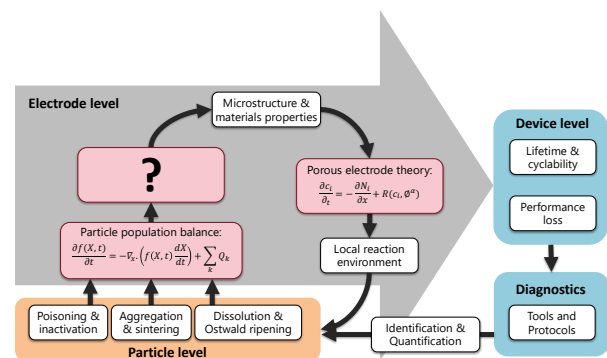 Electrode level
Microstructure &
materials properties
?
Porous electrode theory:
∂c_i/∂_t = −∂N_i/∂x + R(c_i, Ø^α)
Particle population balance:
∂f(X, t)/∂t = −∇_x. (f(X, t) dX/dt) + ∑_k Q_k
Local reaction
environment
Poisoning &
inactivation
Aggregation
& sintering
Dissolution &
Ostwald ripening
Particle level
Identification &
Quantification
Device level
Lifetime &
cyclability
Performance
loss
Diagnostics
Tools and
Protocols